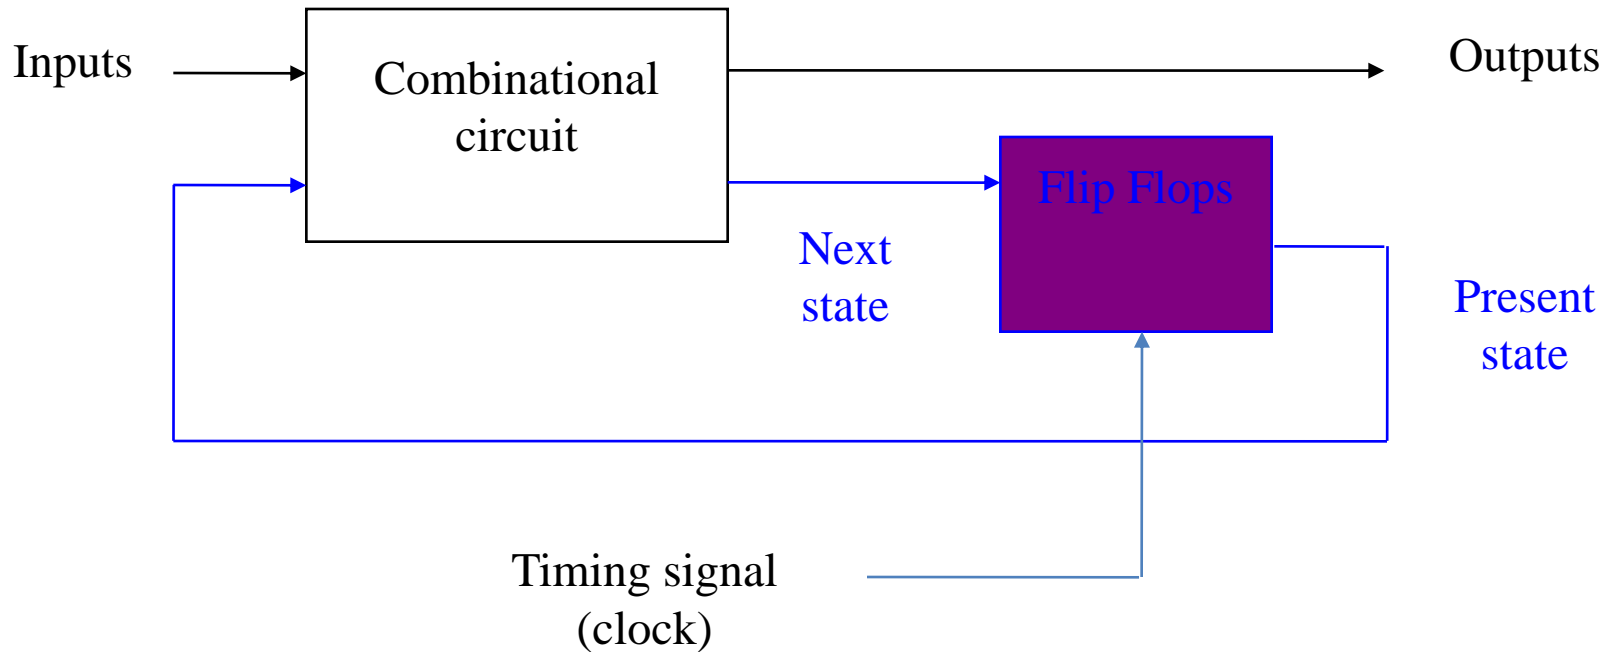 Inputs
Combinational
circuit
Outputs
Flip Flops
Next
state
Present
state
Timing signal
(clock)